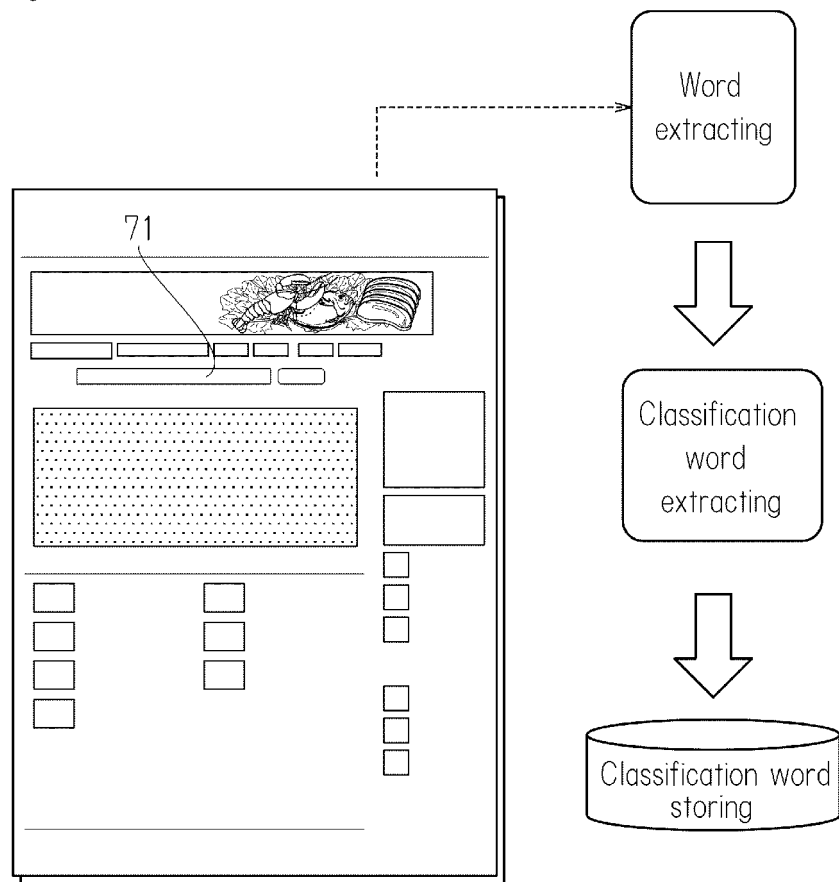 Word
extracting
71
Classification
word
extracting
Classification word
storing